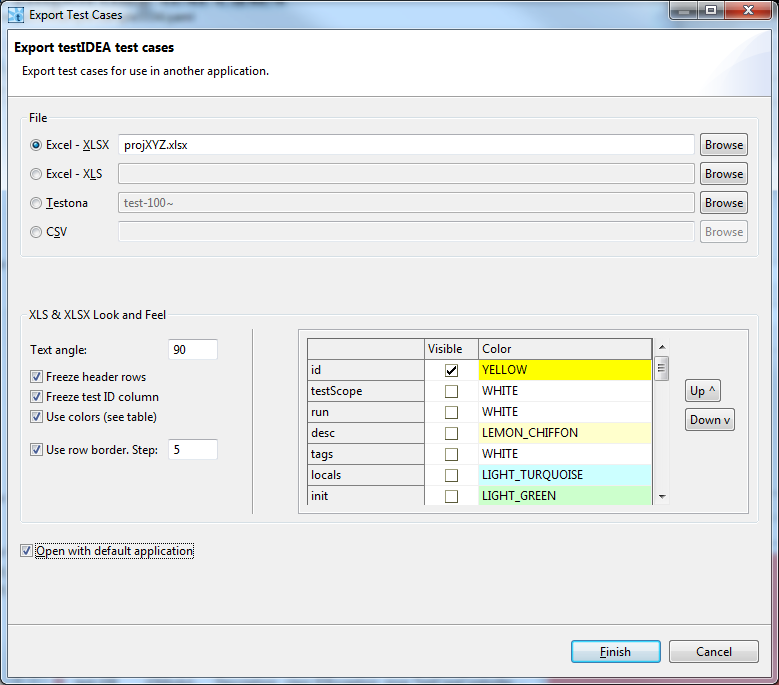 Export Test Cases
Export testIDEA test cases
Export test cases for use in another application.
File
Excel - XLSX projXYZ.xlsx Browse
Excel - XLS Browse
Testona test-100~ Browse
CSV Browse
XLS & XLSX Look and Feel
Text angle: 90
Freeze header rows
Freeze test ID column
Use colors (see table)
Use row border. Step: 5
Visible Color
id YELLOW
testScope WHITE
run WHITE
desc LEMON_CHIFFON
tags WHITE
locals LIGHT_TURQUOISE
init LIGHT_GREEN
Up ^
Down v
Open with default application
Finish Cancel